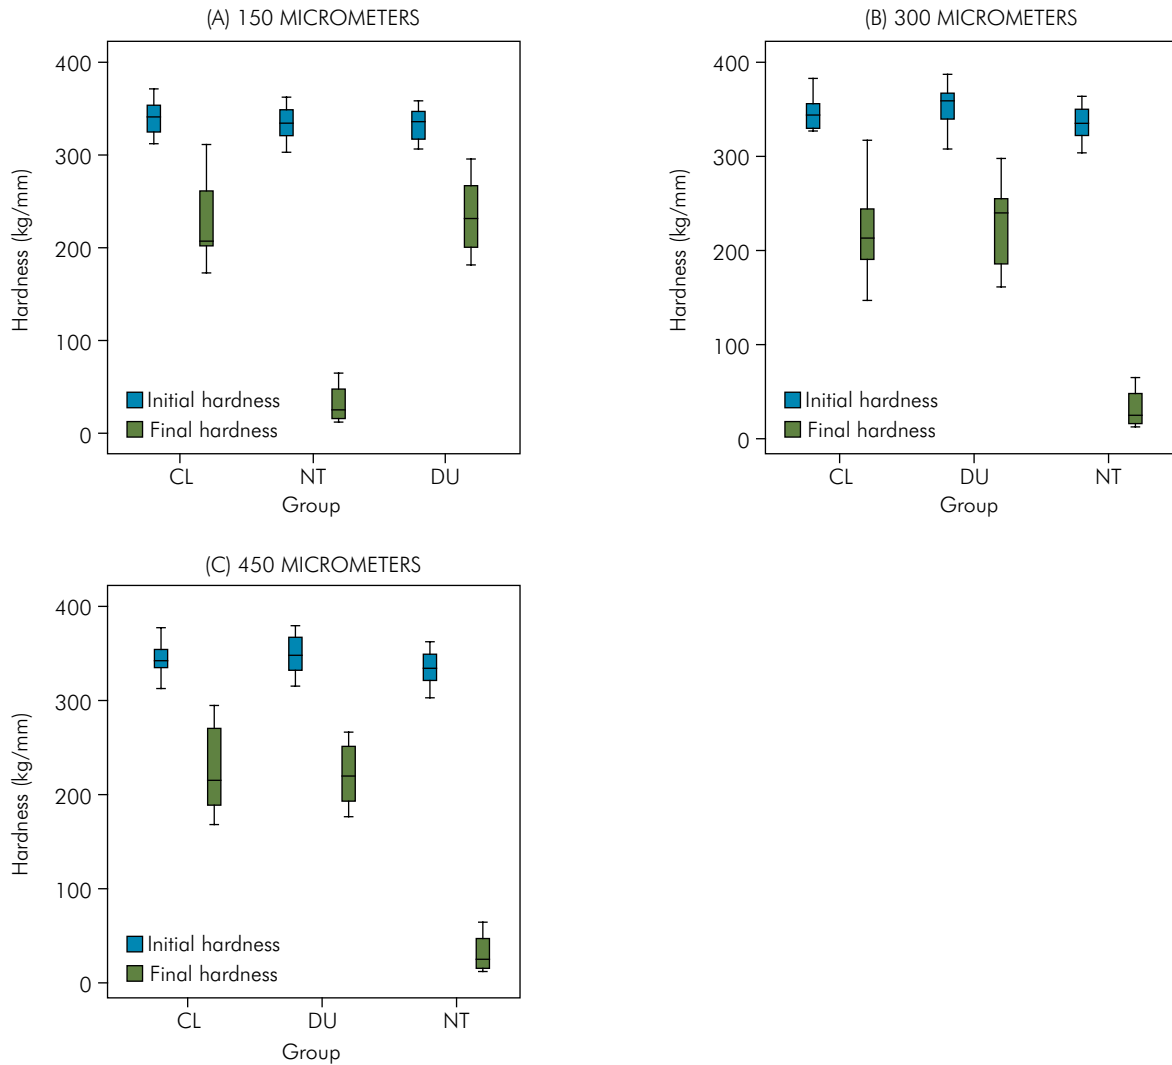 (A) 150 MICROMETERS
Hardness (kg/mm)
400
300
200
100
0
Initial hardness
Final hardness
CL NT DU
Group
(B) 300 MICROMETERS
Hardness (kg/mm)
400
300
200
100
0
Initial hardness
Final hardness
CL DU NT
Group
(C) 450 MICROMETERS
Hardness (kg/mm)
400
300
200
100
0
Initial hardness
Final hardness
CL DU NT
Group